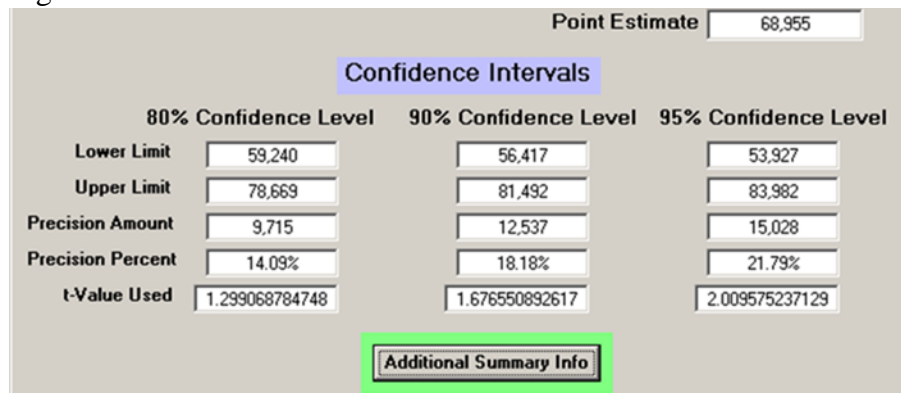 Point Estimate 68,955
Confidence Intervals
80% Confidence Level 90% Confidence Level 95% Confidence Level
Lower Limit 59,240 56,417 53,927
Upper Limit 78,669 81,492 83,982
Precision Amount 9,715 12,537 15,028
Precision Percent 14.09% 18.18% 21.79%
t-Value Used 1.299068784748 1.676550892617 2.009575237129
Additional Summary Info